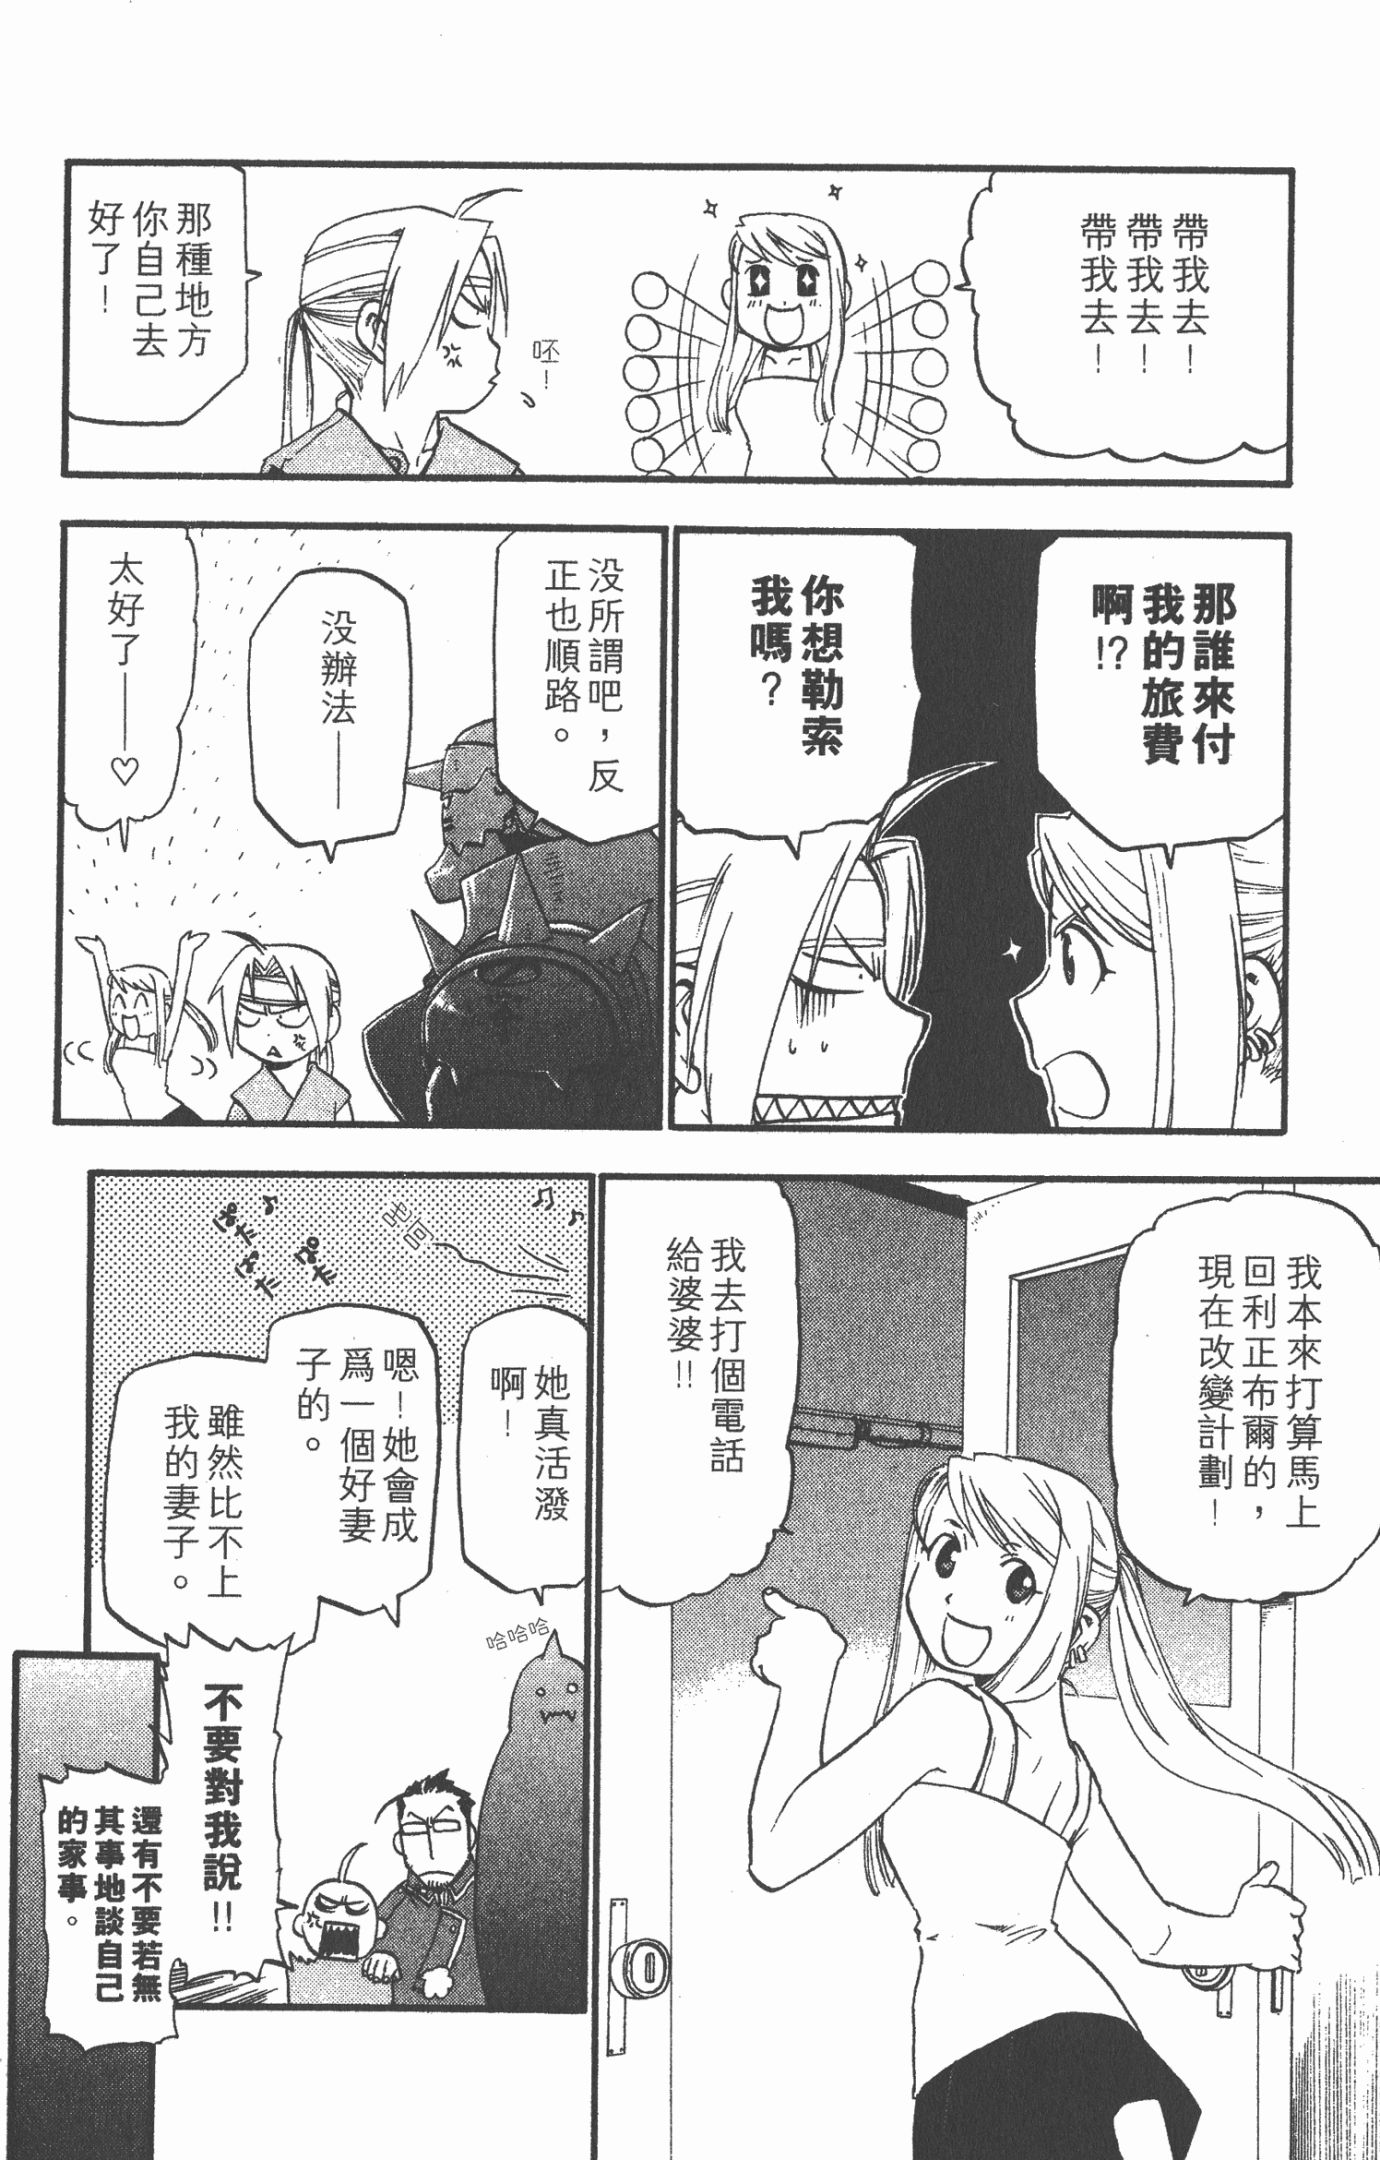 帶我去！
帶我去！
帶我去！
呸！
那種地方
你自己去
好了！
那誰來付
我的旅費
啊!?
你想勒索
我嗎？
没所謂吧，反
正也順路。
没辦法——
太好了——♡
我本來打算馬上
回利正布爾的，
現在改變計劃！
我去打個電話
給婆婆!!
她真活潑
啊！
嗯！她會成
爲一個好妻
子的。
雖然比不上
我的妻子。
哈哈哈
不要對我說!!
還有不要若無
其事地談自己
的家事。